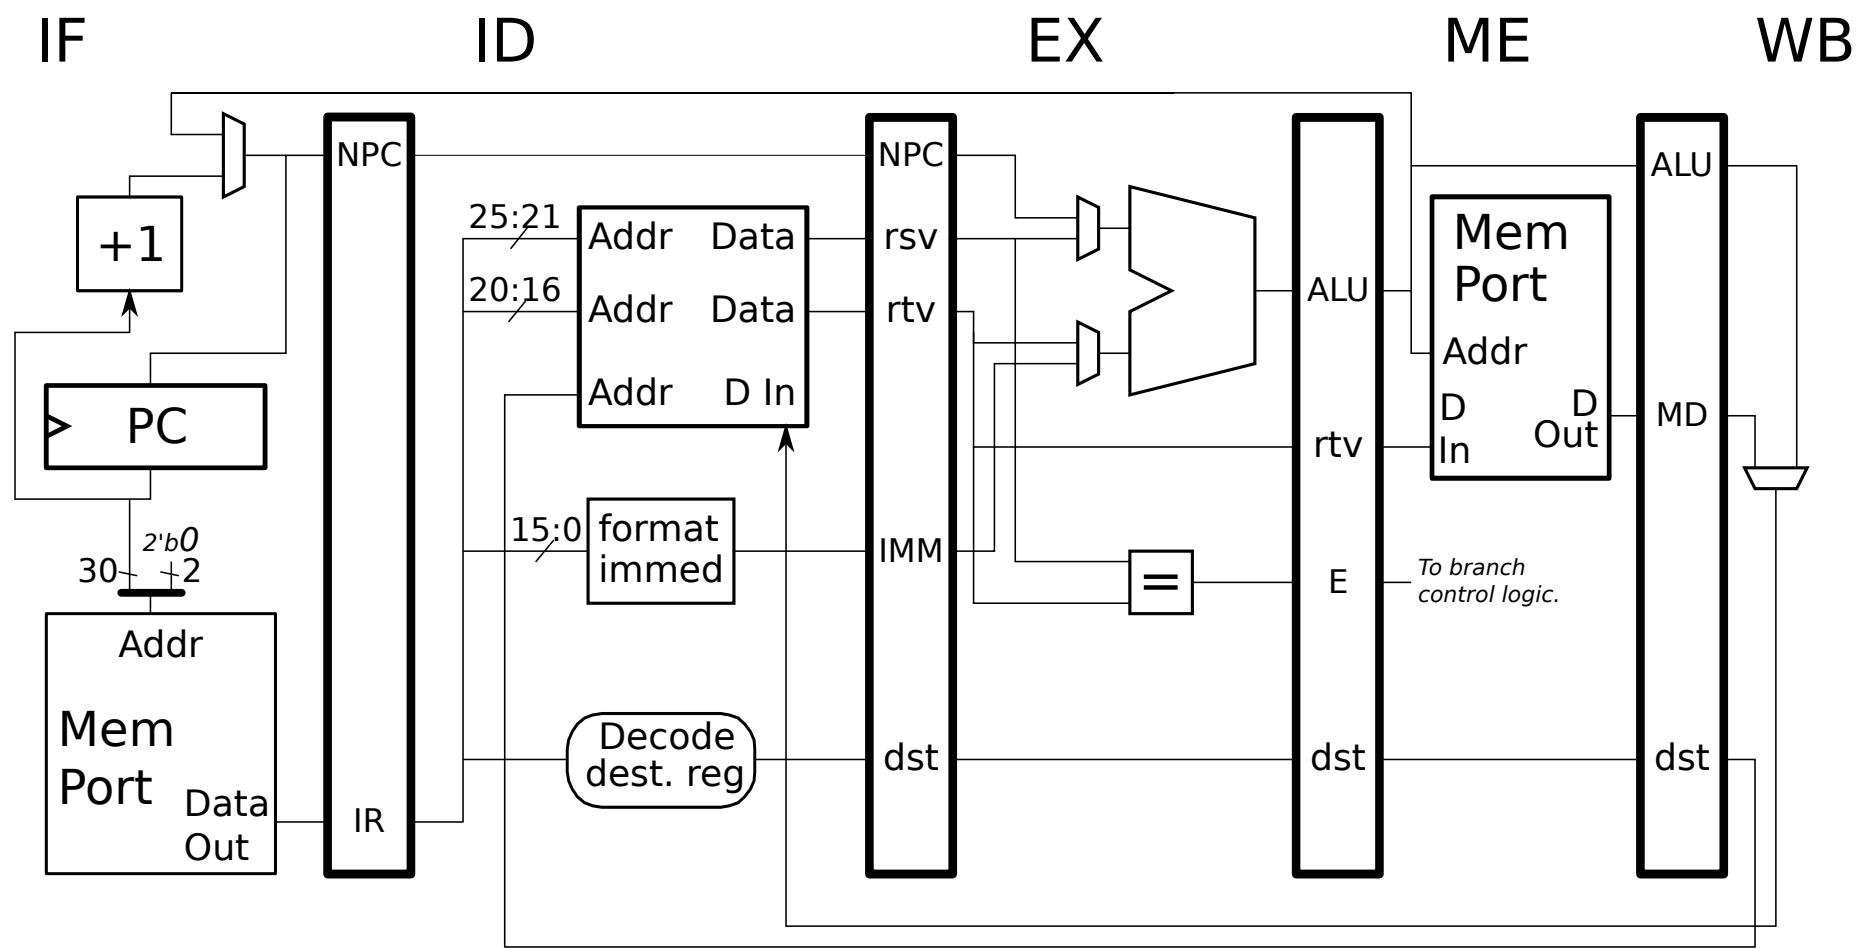 IF
ID
EX
ME
WB
+1
PC
2'b0
30
2
Addr
Mem
Port
Data
Out
NPC
IR
25:21
20:16
15:0
Addr Data
Addr Data
Addr D In
format
immed
Decode
dest. reg
NPC
rsv
rtv
IMM
dst
=
ALU
rtv
E
dst
Mem
Port
Addr
D
In
D
Out
To branch
control logic.
ALU
MD
dst